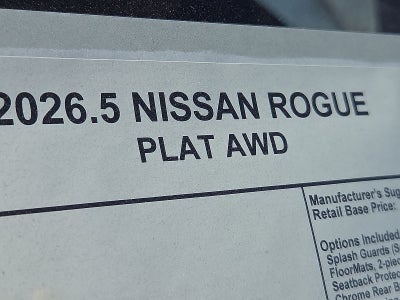 2026.5 NISSAN ROGUE
PLAT AWD
Manufacturer's Sug
Retail Base Price:
Options Included
Splash Guards (S
FloorMats, 2-piec
Seatback Protec
Chrome Rear B